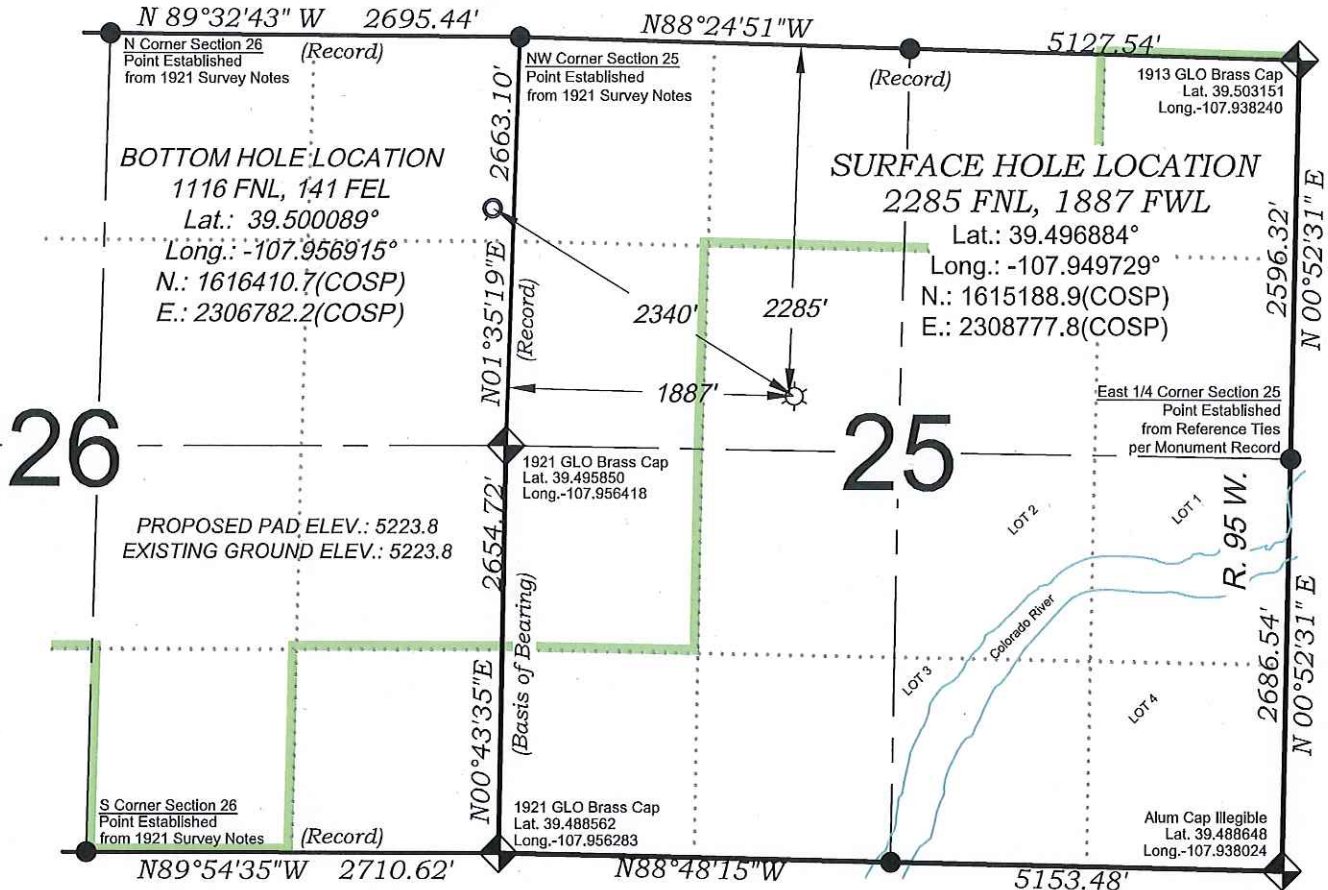 N 89°32'43" W 2695.44'
N88°24'51"W
5127.54'
N Corner Section 26
Point Established
from 1921 Survey Notes
(Record)
NW Corner Section 25
Point Established
from 1921 Survey Notes
(Record)
1913 GLO Brass Cap
Lat. 39.503151
Long.-107.938240
BOTTOM HOLE LOCATION
1116 FNL, 141 FEL
Lat.: 39.500089°
Long.: -107.956915°
N.: 1616410.7(COSP)
E.: 2306782.2(COSP)
2663.10'
N01°35'19"E
(Record)
SURFACE HOLE LOCATION
2285 FNL, 1887 FWL
Lat.: 39.496884°
Long.: -107.949729°
N.: 1615188.9(COSP)
E.: 2308777.8(COSP)
2596.32'
N 00°52'31" E
2340'
2285'
1887'
26
25
East 1/4 Corner Section 25
Point Established
from Reference Ties
per Monument Record
1921 GLO Brass Cap
Lat. 39.495850
Long.-107.956418
PROPOSED PAD ELEV.: 5223.8
EXISTING GROUND ELEV.: 5223.8
2654.72'
N00°43'35"E
(Basis of Bearing)
LOT 2
LOT 1
R. 95 W.
Colorado River
LOT 3
LOT 4
2686.54'
N 00°52'31" E
S Corner Section 26
Point Established
from 1921 Survey Notes
(Record)
1921 GLO Brass Cap
Lat. 39.488562
Long.-107.956283
Alum Cap Illegible
Lat. 39.488648
Long.-107.938024
N89°54'35"W 2710.62'
N88°48'15"W
5153.48'